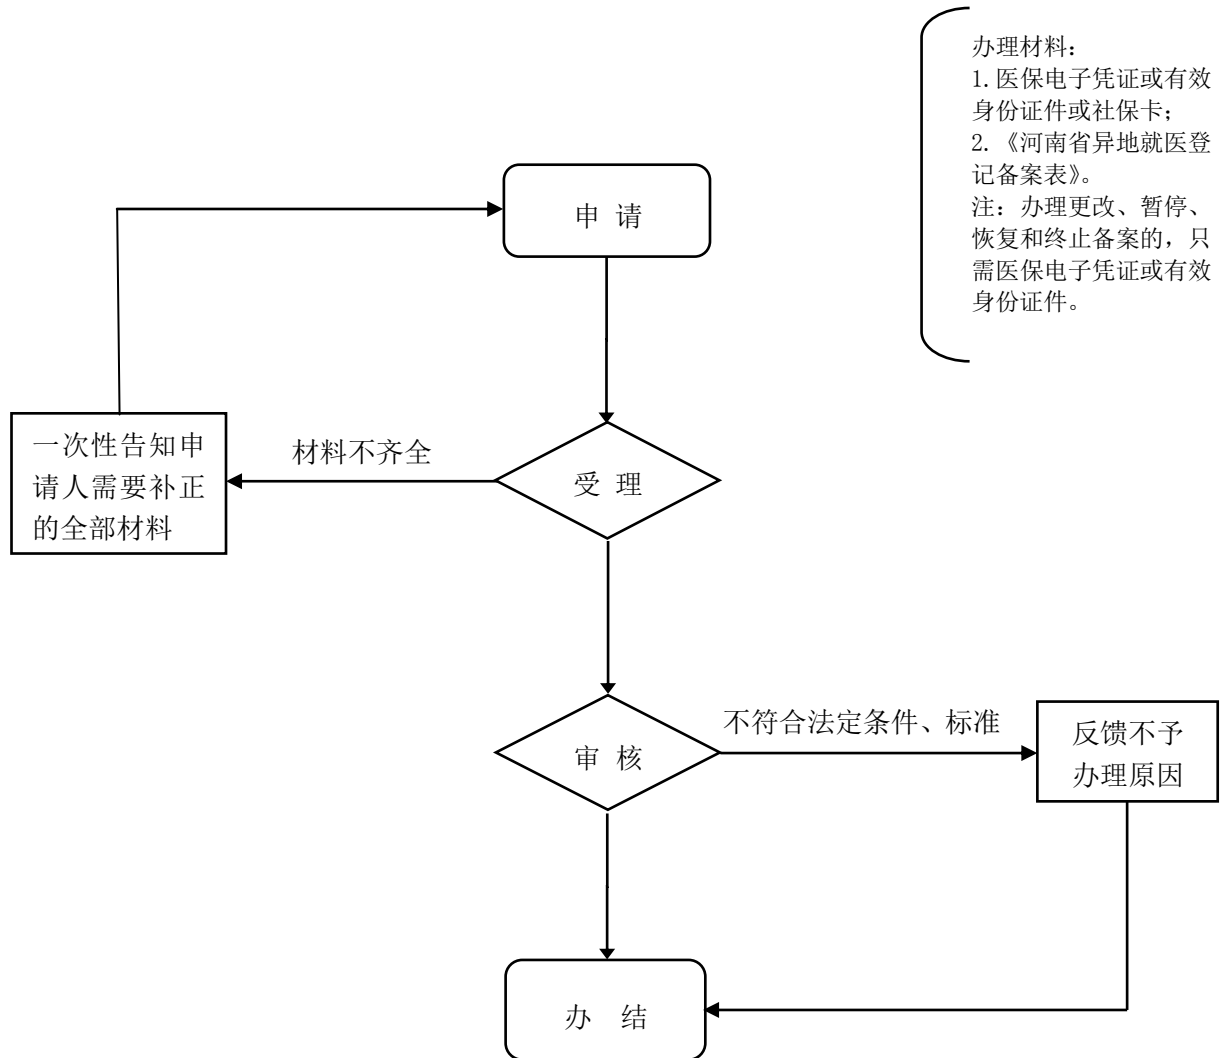 办理材料：
1.医保电子凭证或有效
身份证件或社保卡；
2.《河南省异地就医登
记备案表》。
注：办理更改、暂停、
恢复和终止备案的，只
需医保电子凭证或有效
身份证件。
申 请
一次性告知申
请人需要补正
的全部材料
材料不齐全
受 理
审 核
不符合法定条件、标准
反馈不予
办理原因
办 结